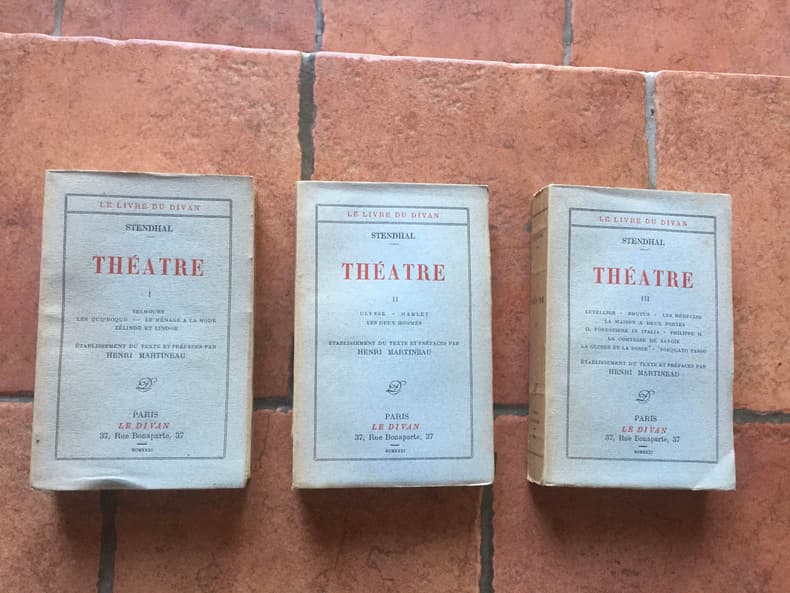 LE LIVRE DU DIVAN
STENDHAL
THÉATRE
I
SELMOURS
LES QUIPROQUO — LE MÉNAGE A LA MODE
ZÉLINDE ET LINDOR
ÉTABLISSEMENT DU TEXTE ET PRÉFACES PAR
HENRI MARTINEAU
PARIS
LE DIVAN
37, Rue Bonaparte, 37
MCMXXXI
LE LIVRE DU DIVAN
STENDHAL
THÉATRE
II
ULYSSE - HAMLET
LES DEUX HOMMES
ÉTABLISSEMENT DU TEXTE ET PRÉFACES PAR
HENRI MARTINEAU
PARIS
LE DIVAN
37, Rue Bonaparte, 37
MCMXXXI
LE LIVRE DU DIVAN
STENDHAL
THÉATRE
III
LETELLIER - BRUTUS - LES MÉDECINS
LA MAISON A DEUX PORTES
IL FORESTIERE IN ITALIA - PHILIPPE II
LA COMTESSE DE SAVOIE
LA GLOIRE ET LA BOSSE - TORQUATO TASSO
ÉTABLISSEMENT DU TEXTE ET PRÉFACES PAR
HENRI MARTINEAU
PARIS
LE DIVAN
37, Rue Bonaparte, 37
MCMXXXI